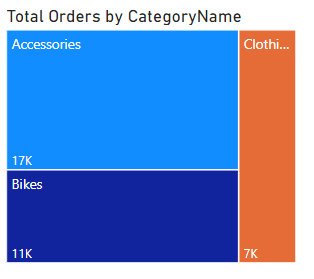 Total Orders by CategoryName
Accessories
17K
Bikes
11K
Clothi...
7K